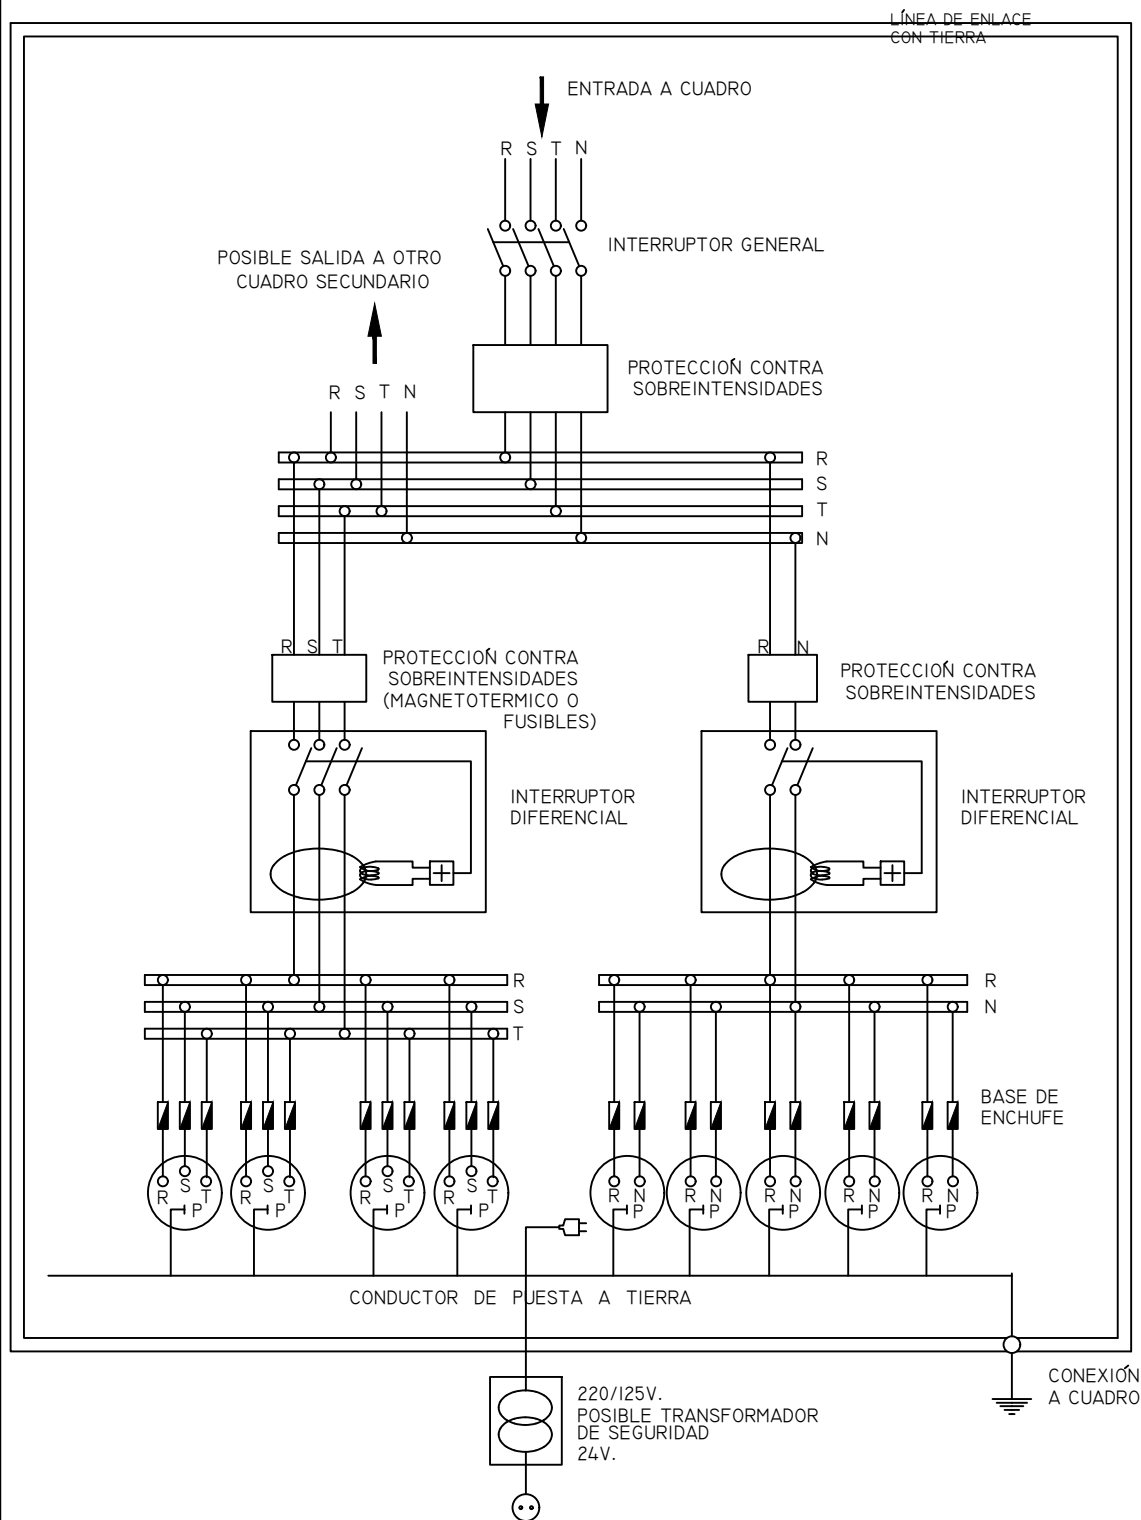 LÍNEA DE ENLACE
CON TIERRA
ENTRADA A CUADRO
R S T N
INTERRUPTOR GENERAL
POSIBLE SALIDA A OTRO
CUADRO SECUNDARIO
PROTECCIÓN CONTRA
SOBREINTENSIDADES
R S T N
R
S
T
N
R S T
PROTECCIÓN CONTRA
SOBREINTENSIDADES
(MAGNETOTERMICO O
FUSIBLES)
R N
PROTECCIÓN CONTRA
SOBREINTENSIDADES
INTERRUPTOR
DIFERENCIAL
INTERRUPTOR
DIFERENCIAL
R
S
T
R
N
BASE DE
ENCHUFE
R S T P
R S T P
R S T P
R S T P
R N P
R N P
R N P
R N P
R N P
CONDUCTOR DE PUESTA A TIERRA
CONEXIÓN
A CUADRO
220/125V.
POSIBLE TRANSFORMADOR
DE SEGURIDAD
24V.